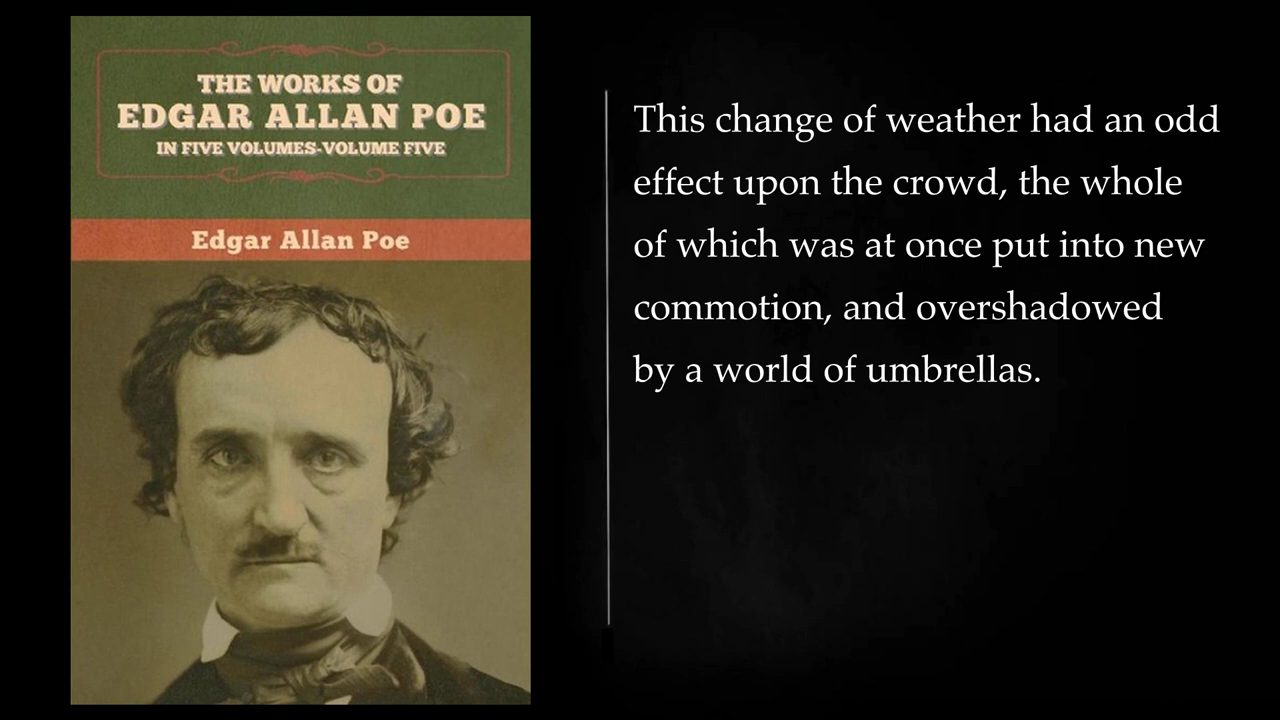 THE WORKS OF
EDGAR ALLAN POE
IN FIVE VOLUMES-VOLUME FIVE
Edgar Allan Poe
This change of weather had an odd
effect upon the crowd, the whole
of which was at once put into new
commotion, and overshadowed
by a world of umbrellas.